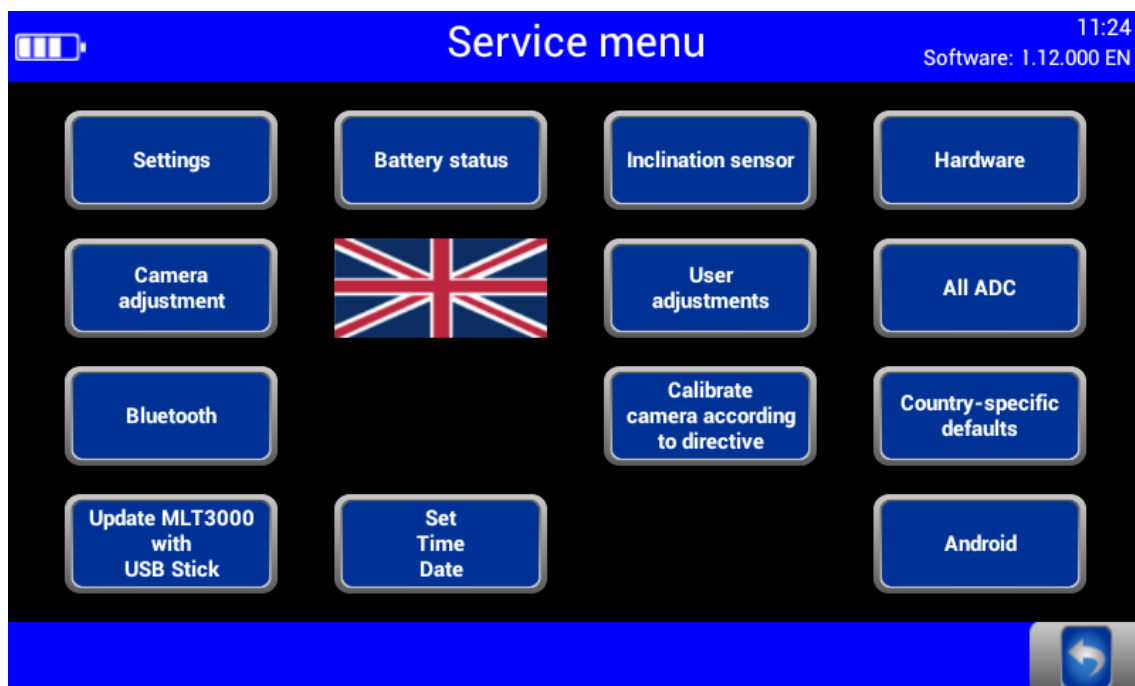 Service menu
11:24
Software: 1.12.000 EN
Settings
Battery status
Inclination sensor
Hardware
Camera
adjustment
User
adjustments
All ADC
Bluetooth
Calibrate
camera according
to directive
Country-specific
defaults
Update MLT3000
with
USB Stick
Set
Time
Date
Android